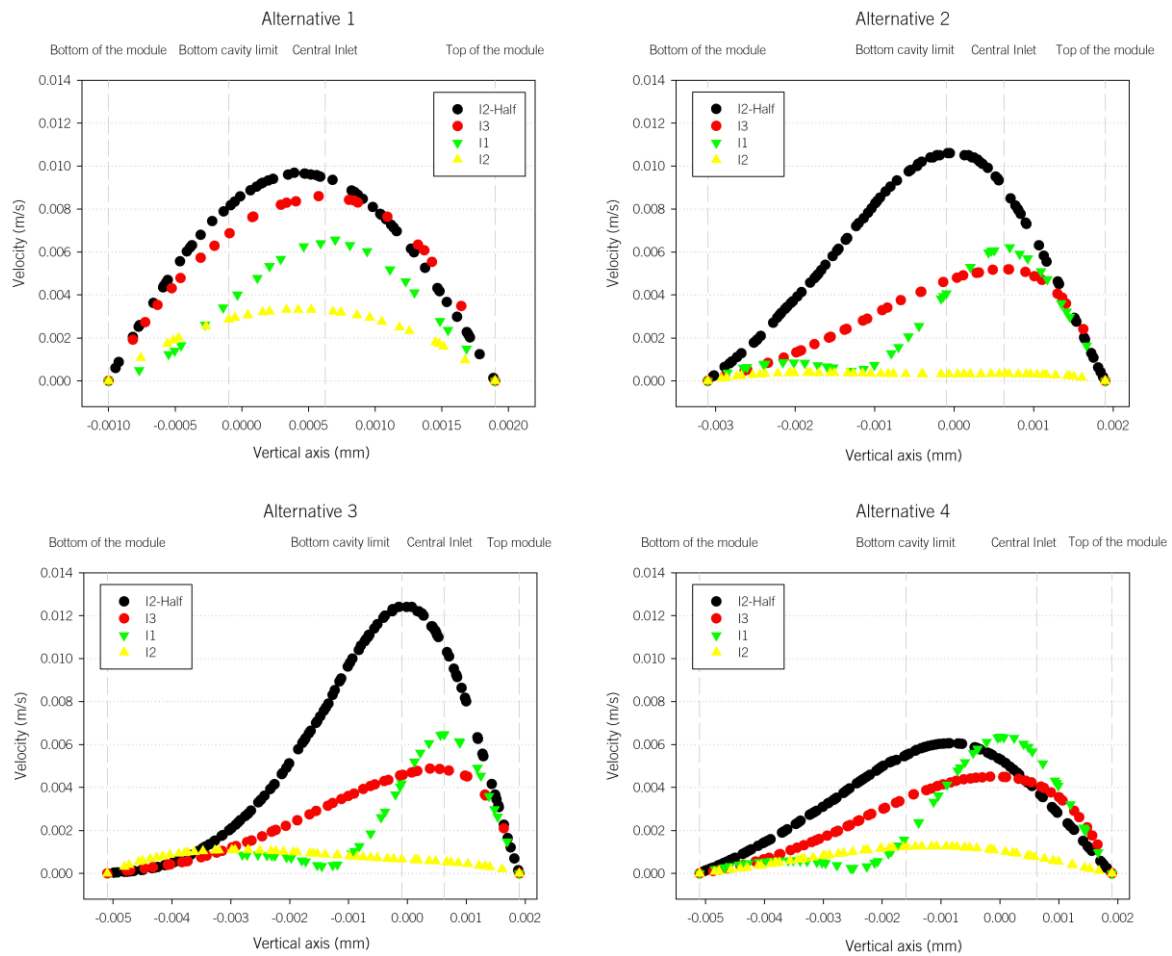 Alternative 1
Bottom of the module Bottom cavity limit Central Inlet Top of the module
0.014
0.012
0.010
0.008
0.006
0.004
0.002
0.000
Velocity (m/s)
I2-Half
I3
I1
I2
-0.0010 -0.0005 0.0000 0.0005 0.0010 0.0015 0.0020
Vertical axis (mm)
Alternative 2
Bottom of the module Bottom cavity limit Central Inlet Top of the module
0.014
0.012
0.010
0.008
0.006
0.004
0.002
0.000
Velocity (m/s)
I2-Half
I3
I1
I2
-0.003 -0.002 -0.001 0.000 0.001 0.002
Vertical axis (mm)
Alternative 3
Bottom of the module Bottom cavity limit Central Inlet Top module
0.014
0.012
0.010
0.008
0.006
0.004
0.002
0.000
Velocity (m/s)
I2-Half
I3
I1
I2
-0.005 -0.004 -0.003 -0.002 -0.001 0.000 0.001 0.002
Vertical axis (mm)
Alternative 4
Bottom of the module Bottom cavity limit Central Inlet Top of the module
0.014
0.012
0.010
0.008
0.006
0.004
0.002
0.000
Velocity (m/s)
I2-Half
I3
I1
I2
-0.005 -0.004 -0.003 -0.002 -0.001 0.000 0.001 0.002
Vertical axis (mm)